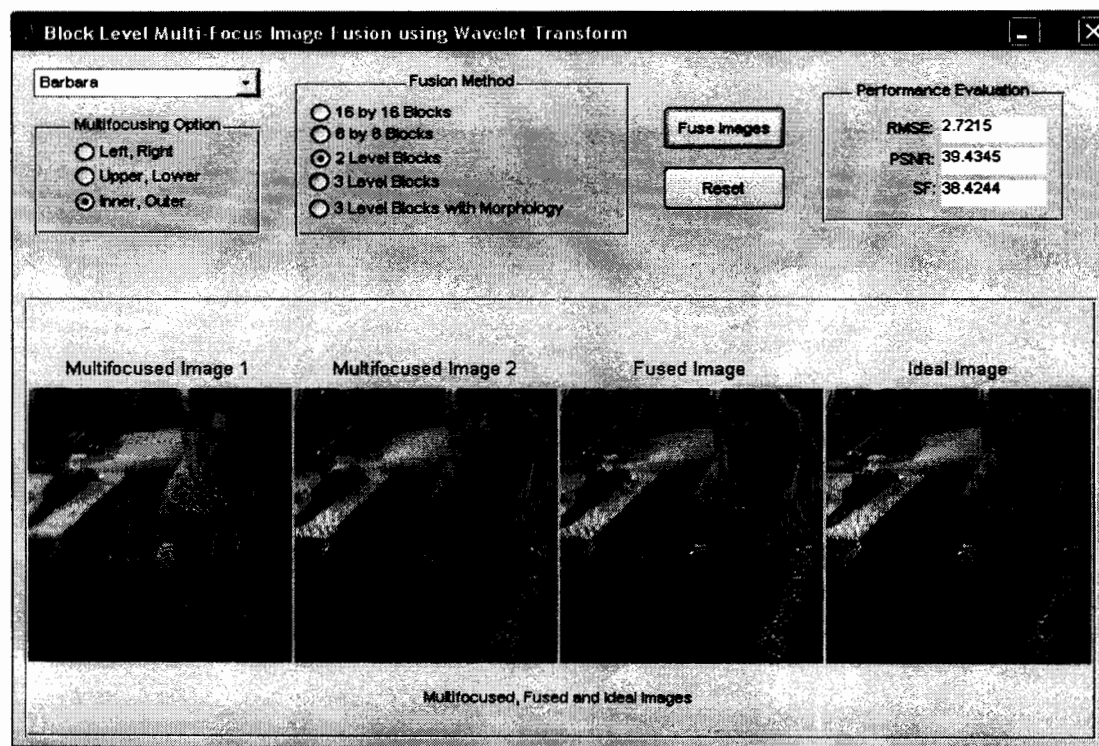 Block Level Multi-Focus Image Fusion using Wavelet Transform
Barbara
Multifocusing Option
Left, Right
Upper, Lower
Inner, Outer
Fusion Method
16 by 16 Blocks
8 by 8 Blocks
2 Level Blocks
3 Level Blocks
3 Level Blocks with Morphology
Fuse Images
Reset
Performance Evaluation
RMSE: 2.7215
PSNR: 39.4345
SF: 38.4244
Multifocused Image 1
Multifocused Image 2
Fused Image
Ideal Image
Multifocused, Fused and Ideal Images